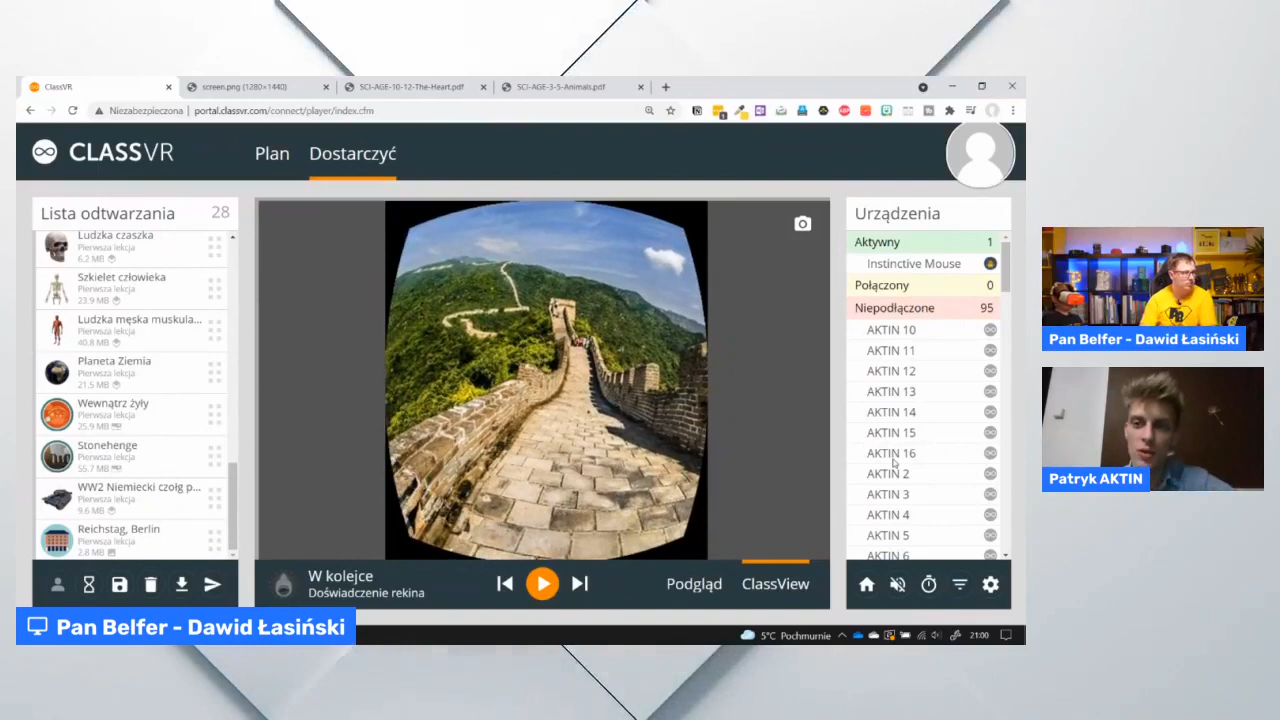 ClassVR
screen.png (1280×1440)
SCI-AGE-10-12-The-Heart.pdf
SCI-AGE-3-5-Animals.pdf
Niezabezpieczona
portal.classvr.com/connect/player/index.cfm
CLASSVR
Plan
Dostarczyć
Lista odtwarzania 28
Ludzka czaszka
Pierwsza lekcja
6.2 MB
Szkielet człowieka
Pierwsza lekcja
23.9 MB
Ludzka męska muskula...
Pierwsza lekcja
40.8 MB
Planeta Ziemia
Pierwsza lekcja
21.5 MB
Wewnątrz żyły
Pierwsza lekcja
25.9 MB
Stonehenge
Pierwsza lekcja
55.7 MB
WW2 Niemiecki czołg p...
Pierwsza lekcja
9.6 MB
Reichstag, Berlin
Pierwsza lekcja
2.8 MB
W kolejce
Doświadczenie rekina
Podgląd
ClassView
Urządzenia
Aktywny 1
Instinctive Mouse
Połączony 0
Niepodłączone 95
AKTIN 10
AKTIN 11
AKTIN 12
AKTIN 13
AKTIN 14
AKTIN 15
AKTIN 16
AKTIN 2
AKTIN 3
AKTIN 4
AKTIN 5
AKTIN 6
Pan Belfer - Dawid Łasiński
5°C Pochmurnie
21:00
Pan Belfer - Dawid Łasiński
Patryk AKTIN